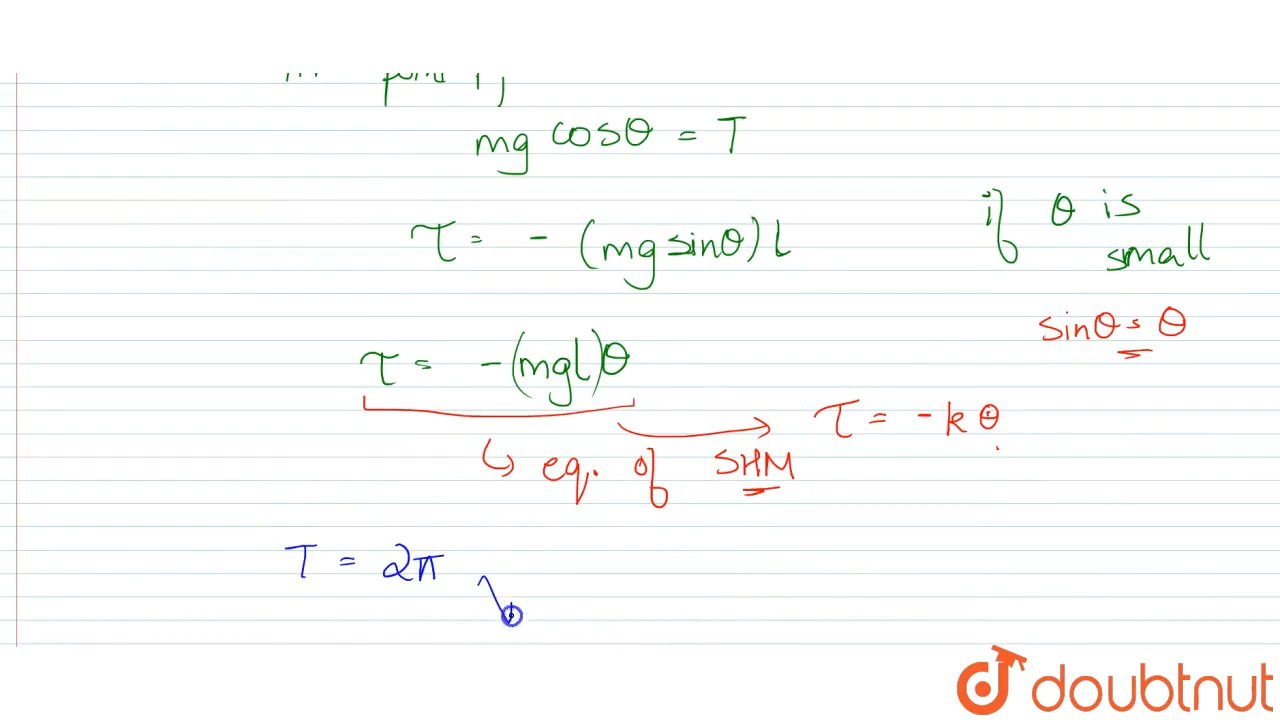 mg cosθ = T
τ = - (mg sinθ) l
if θ is small
sinθ = θ
τ = -(mgl)θ
τ = -kθ
↳ eq. of SHM
T = 2π
doubtnut